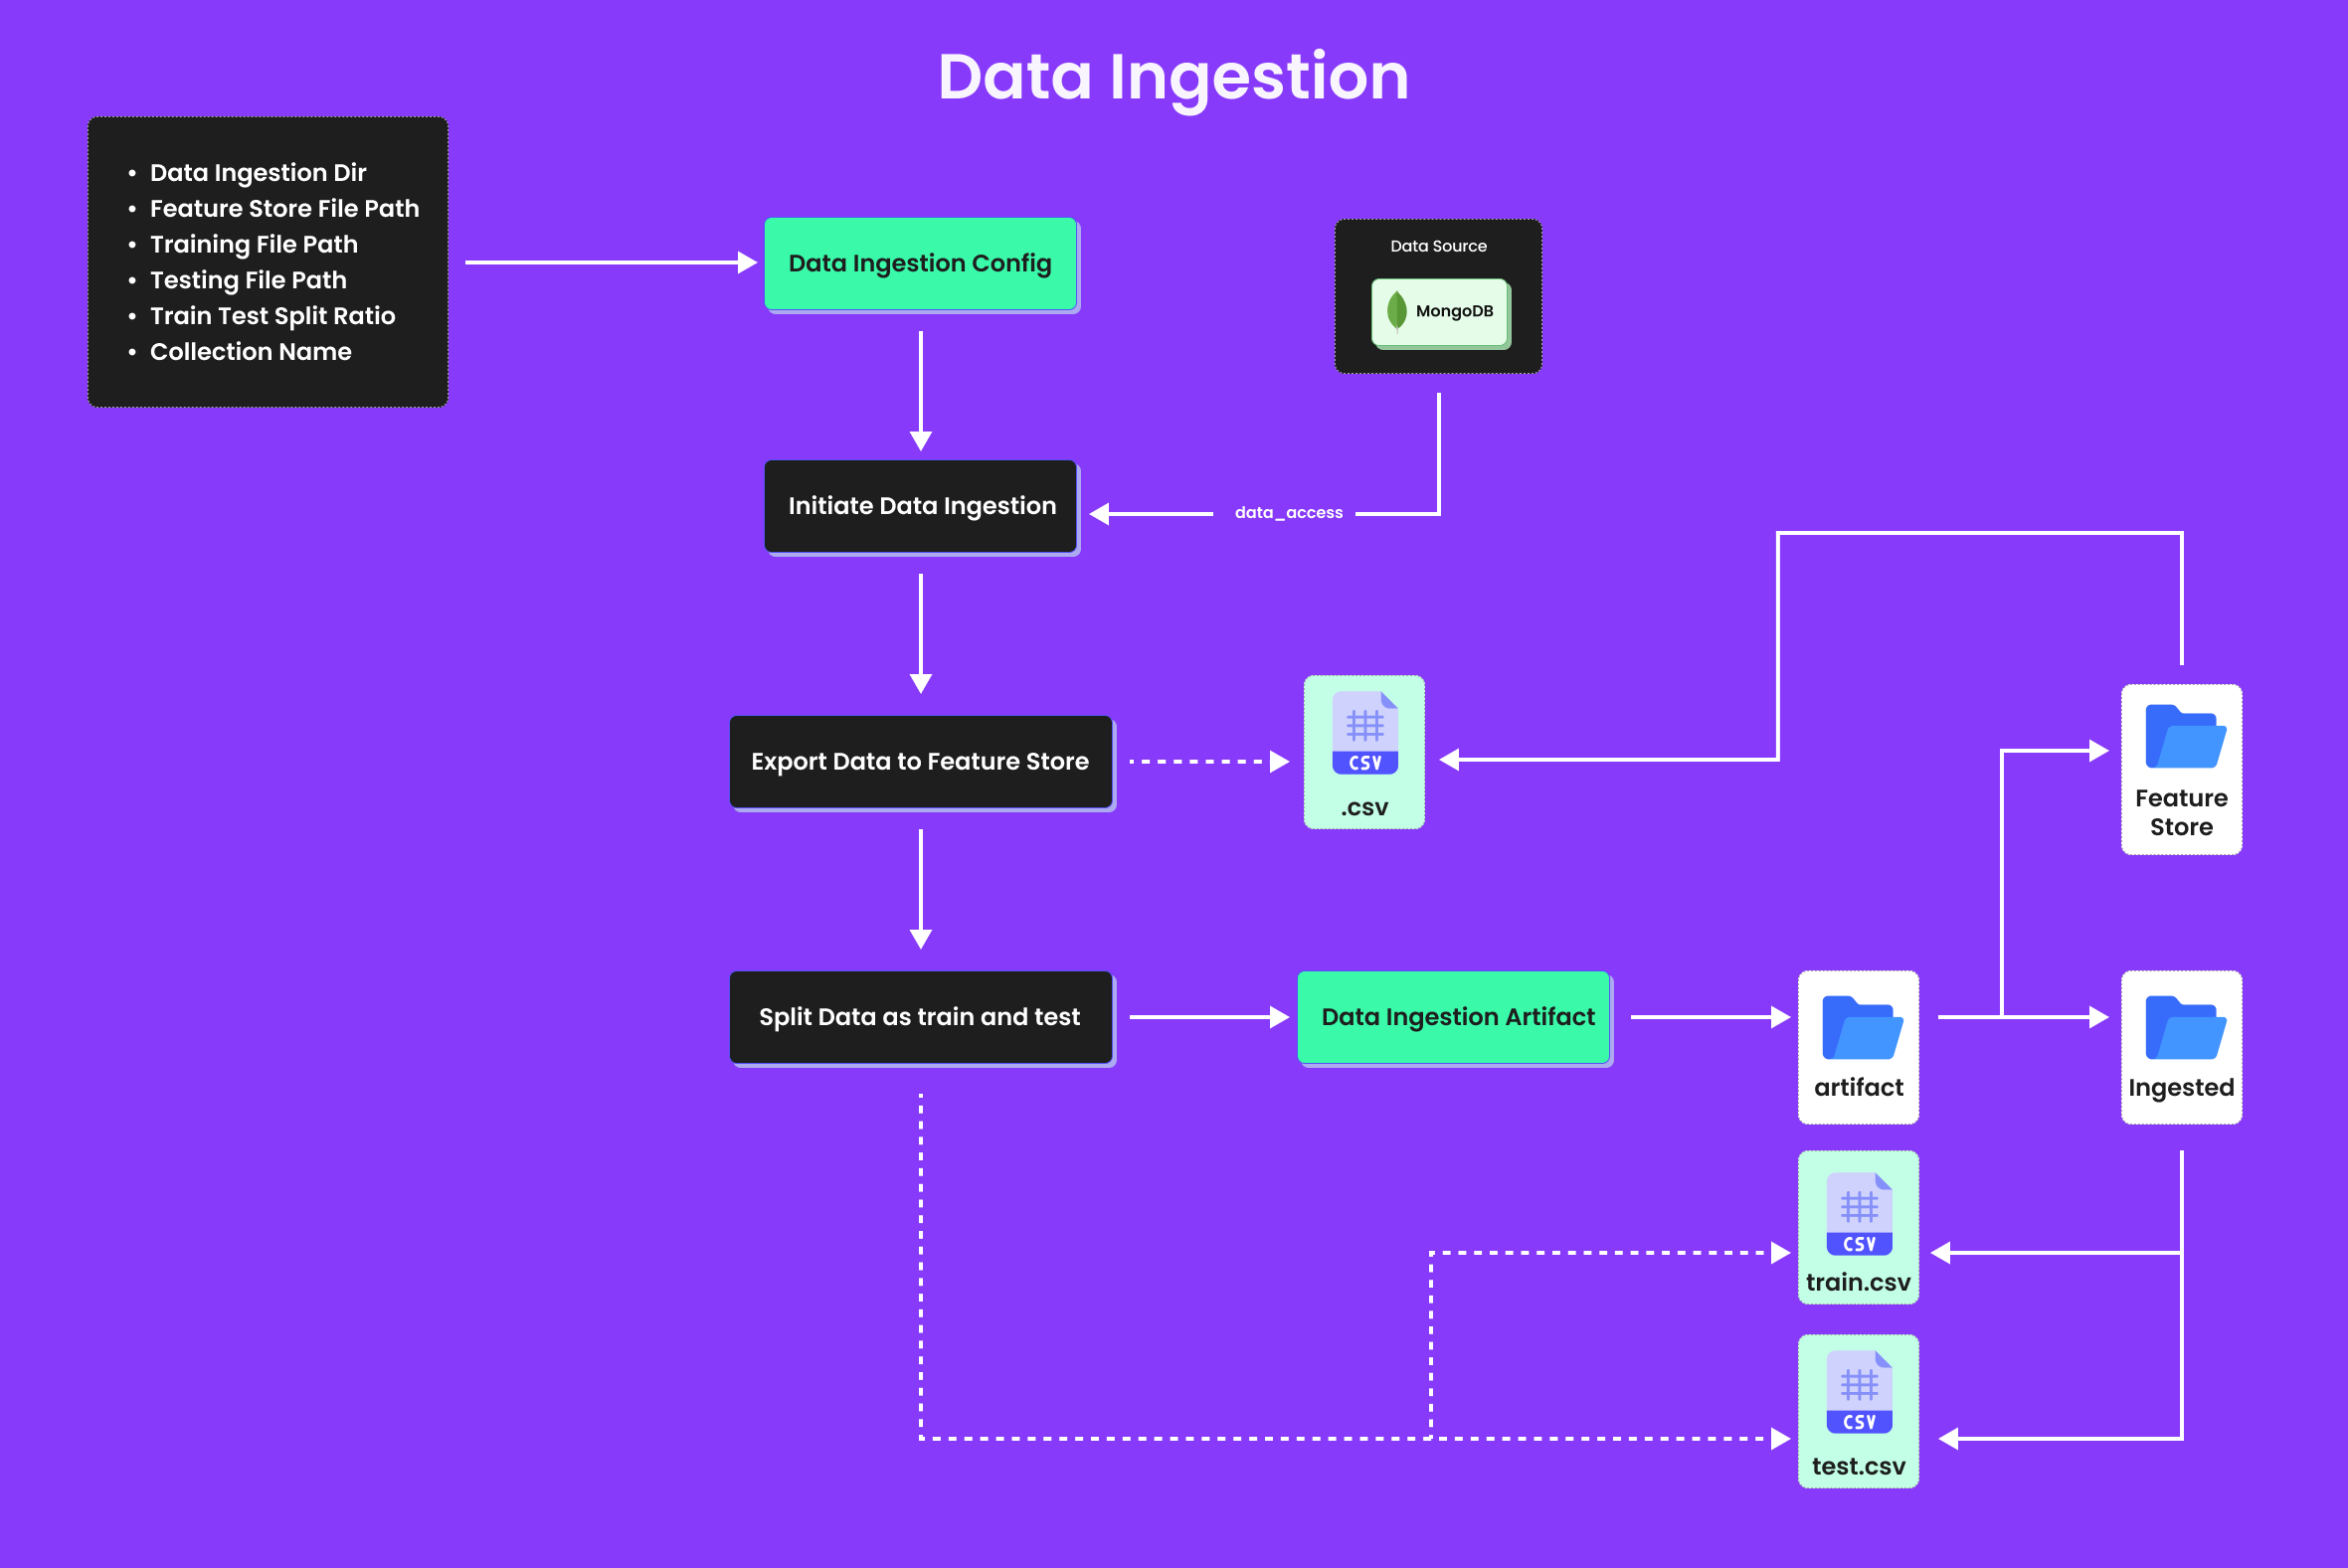 Data Ingestion
• Data Ingestion Dir
• Feature Store File Path
• Training File Path
• Testing File Path
• Train Test Split Ratio
• Collection Name
Data Ingestion Config
Data Source
MongoDB
Initiate Data Ingestion
data_access
Export Data to Feature Store
CSV
.csv
Feature
Store
Split Data as train and test
Data Ingestion Artifact
artifact
Ingested
CSV
train.csv
CSV
test.csv